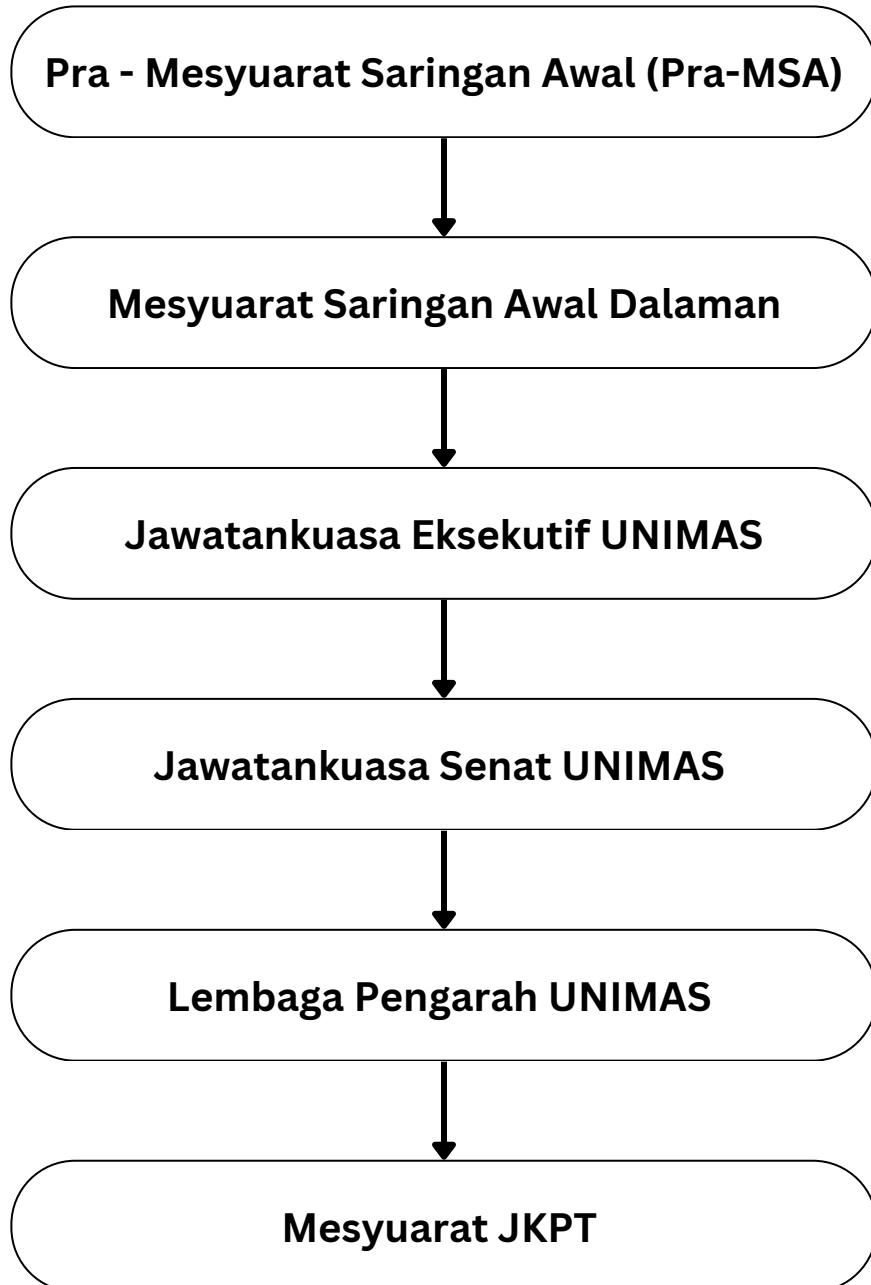 Pra - Mesyuarat Saringan Awal (Pra-MSA)
Mesyuarat Saringan Awal Dalaman
Jawatankuasa Eksekutif UNIMAS
Jawatankuasa Senat UNIMAS
Lembaga Pengarah UNIMAS
Mesyuarat JKPT